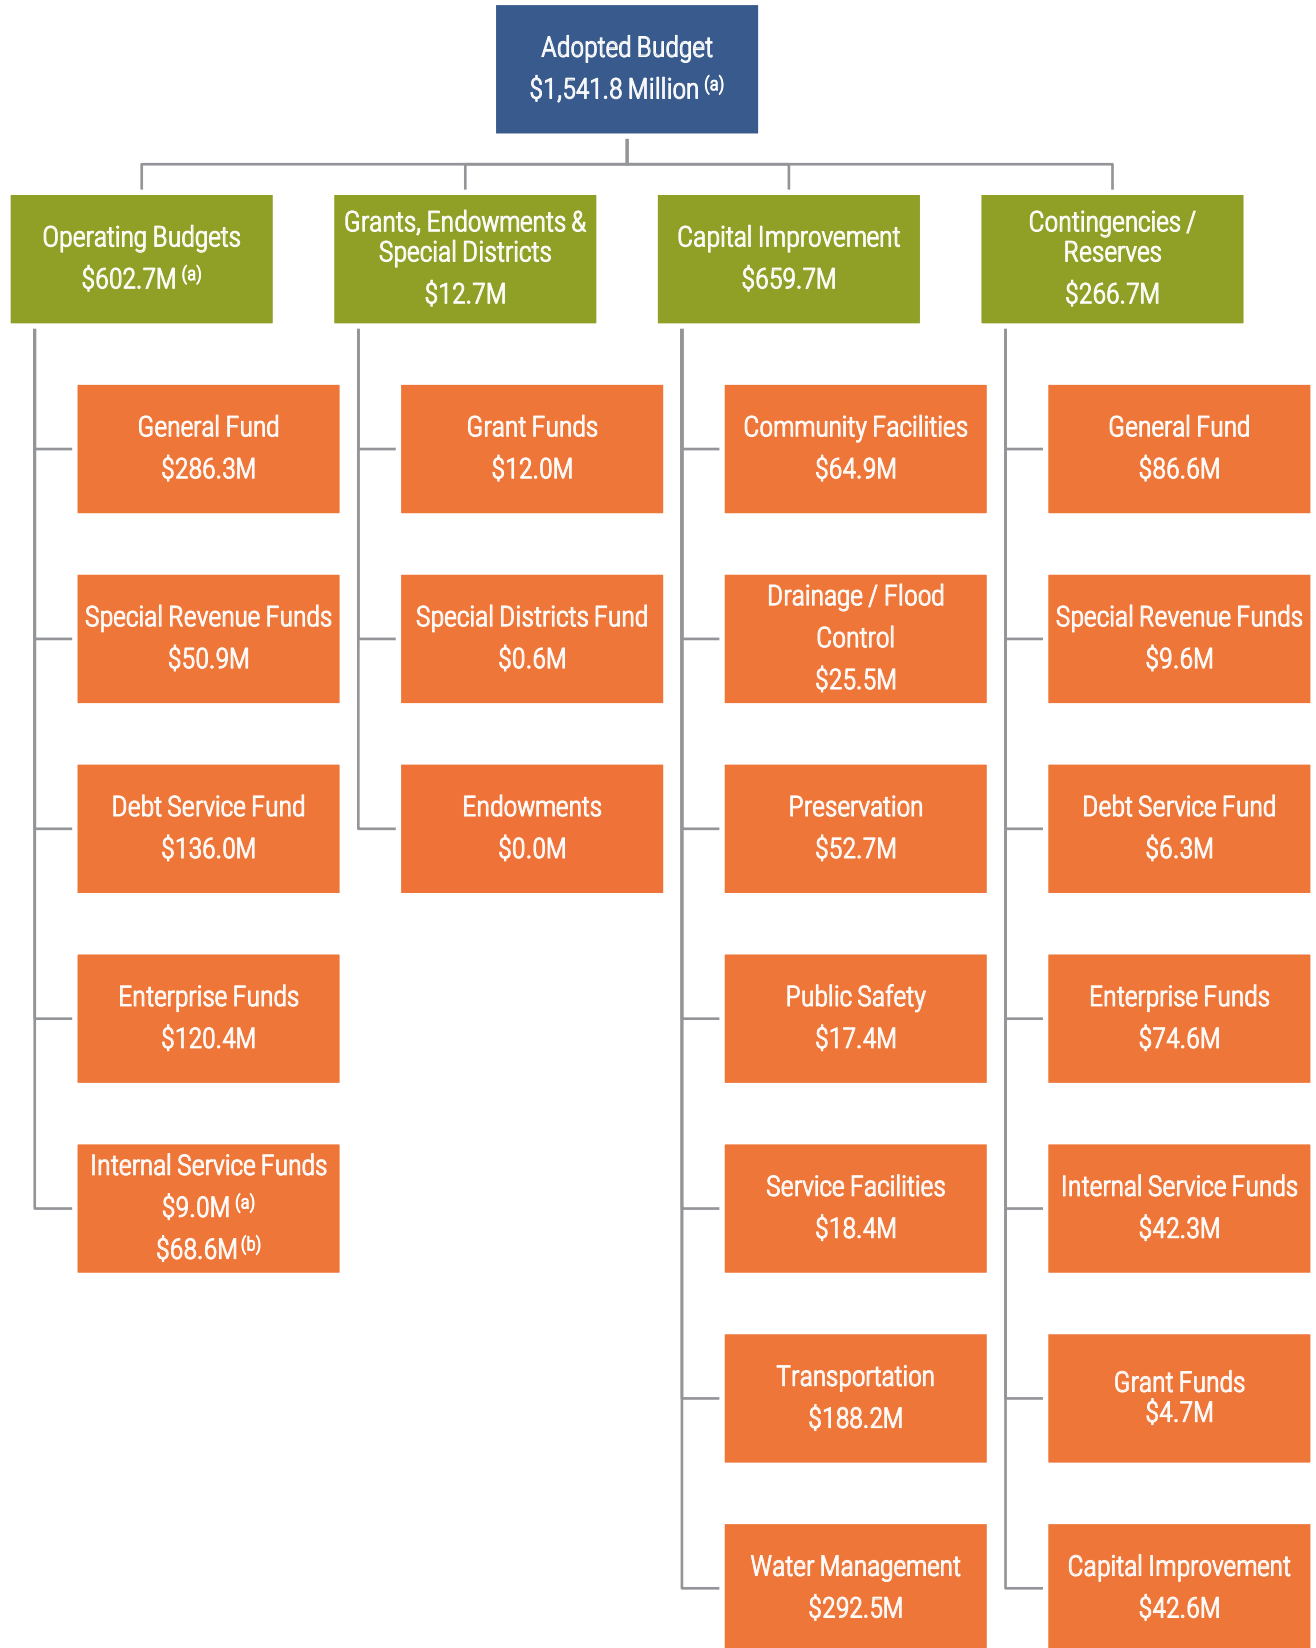 Adopted Budget
$1,541.8 Million (a)
Operating Budgets
$602.7M (a)
Grants, Endowments &
Special Districts
$12.7M
Capital Improvement
$659.7M
Contingencies /
Reserves
$266.7M
General Fund
$286.3M
Special Revenue Funds
$50.9M
Debt Service Fund
$136.0M
Enterprise Funds
$120.4M
Internal Service Funds
$9.0M (a)
$68.6M (b)
Grant Funds
$12.0M
Special Districts Fund
$0.6M
Endowments
$0.0M
Community Facilities
$64.9M
Drainage / Flood
Control
$25.5M
Preservation
$52.7M
Public Safety
$17.4M
Service Facilities
$18.4M
Transportation
$188.2M
Water Management
$292.5M
General Fund
$86.6M
Special Revenue Funds
$9.6M
Debt Service Fund
$6.3M
Enterprise Funds
$74.6M
Internal Service Funds
$42.3M
Grant Funds
$4.7M
Capital Improvement
$42.6M